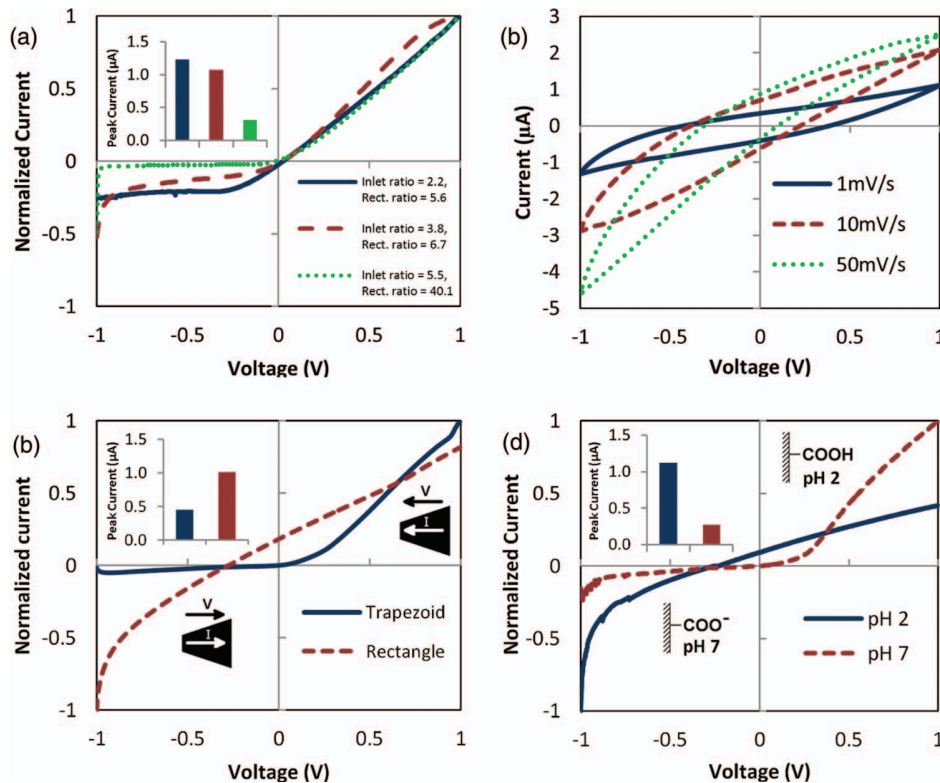 (a)
Normalized Current
1
0.5
0
-0.5
-1
-1
-0.5
0
0.5
1
Voltage (V)
Peak Current (µA)
1.5
1.0
0.5
0.0
Inlet ratio = 2.2,
Rect. ratio = 5.6
Inlet ratio = 3.8,
Rect. ratio = 6.7
Inlet ratio = 5.5,
Rect. ratio = 40.1
(b)
Current (µA)
3
2
1
0
-1
-2
-3
-4
-5
-1
-0.5
0
0.5
1
Voltage (V)
1mV/s
10mV/s
50mV/s
(b)
Normalized current
1
0.5
0
-0.5
-1
-1
-0.5
0
0.5
1
Voltage (V)
Peak Current (µA)
1.5
1.0
0.5
0.0
V
I
V
I
Trapezoid
Rectangle
(d)
Normalized Current
1
0.5
0
-0.5
-1
-1
-0.5
0
0.5
1
Voltage (V)
Peak Current (µA)
1.5
1.0
0.5
0.0
COOH
pH 2
COO⁻
pH 7
pH 2
pH 7